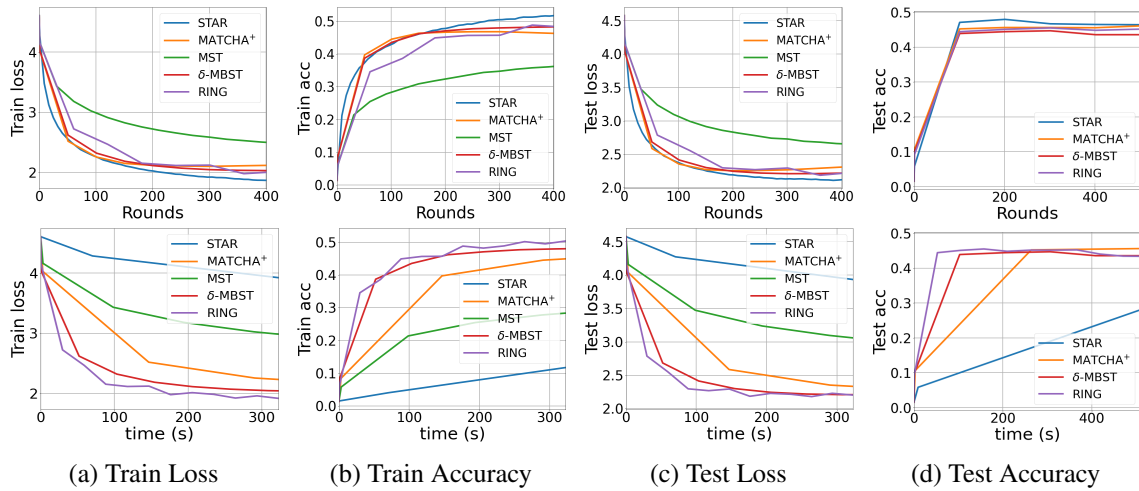 Train loss
4
3
2
STAR
MATCHA⁺
MST
δ-MBST
RING
0 100 200 300 400
Rounds
Train acc
0.5
0.4
0.3
0.2
0.1
0.0
STAR
MATCHA⁺
MST
δ-MBST
RING
0 100 200 300 400
Rounds
Test loss
4.5
4.0
3.5
3.0
2.5
2.0
STAR
MATCHA⁺
MST
δ-MBST
RING
0 100 200 300 400
Rounds
Test acc
0.5
0.4
0.3
0.2
0.1
0.0
STAR
MATCHA⁺
δ-MBST
RING
0 100 200 300 400
Rounds
Train loss
4
3
2
STAR
MATCHA⁺
MST
δ-MBST
RING
0 100 200 300
time (s)
Train acc
0.5
0.4
0.3
0.2
0.1
0.0
STAR
MATCHA⁺
MST
δ-MBST
RING
0 100 200 300
time (s)
Test loss
4.5
4.0
3.5
3.0
2.5
2.0
STAR
MATCHA⁺
MST
δ-MBST
RING
0 100 200 300
time (s)
Test acc
0.5
0.4
0.3
0.2
0.1
0.0
STAR
MATCHA⁺
δ-MBST
RING
0 200 400
time (s)
(a) Train Loss
(b) Train Accuracy
(c) Test Loss
(d) Test Accuracy